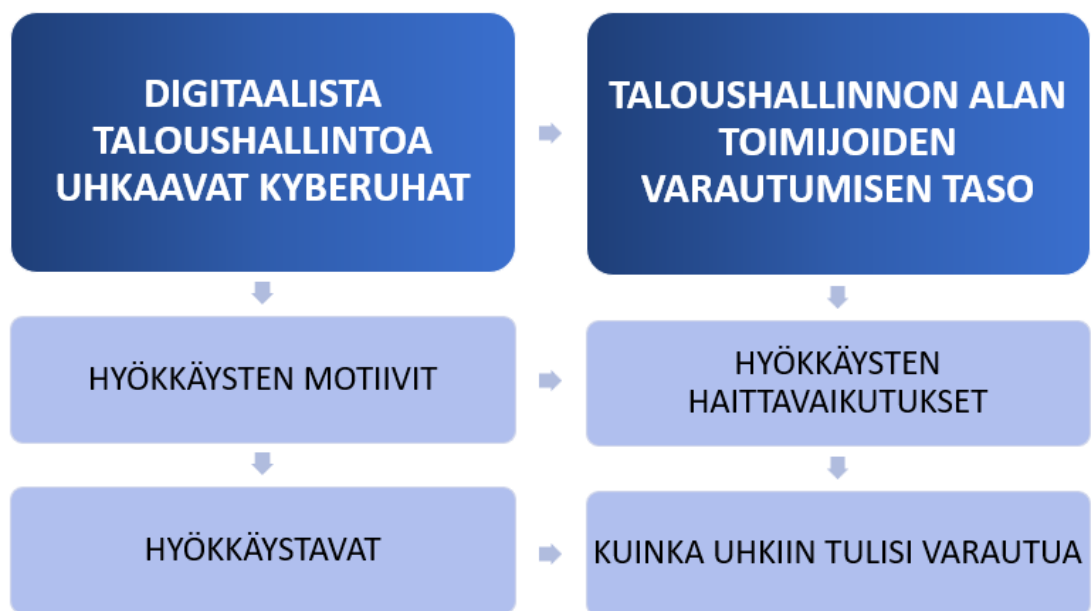 DIGITAALISTA
TALOUSHALLINTOA
UHKAAVAT KYBERUHAT
TALOUSHALLINNON ALAN
TOIMIJOIDEN
VARAUTUMISEN TASO
HYÖKKÄYSTEN MOTIIVIT
HYÖKKÄYSTEN
HAITTAVAIKUTUKSET
HYÖKKÄYSTAVAT
KUINKA UHKIIN TULISI VARAUTUA